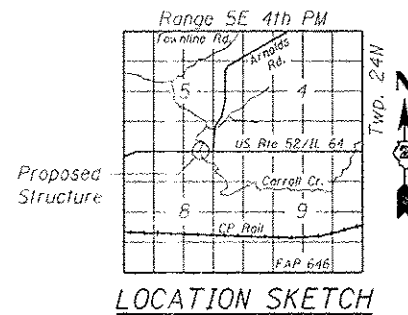 Range 5E 4th PM
Townline Rd.
Arnolds
Rd.
Twp. 24N
5
4
N
US Rte 52/IL 64
Proposed
Structure
Carroll Cr.
8
9
CP Rail
FAP 646
LOCATION SKETCH